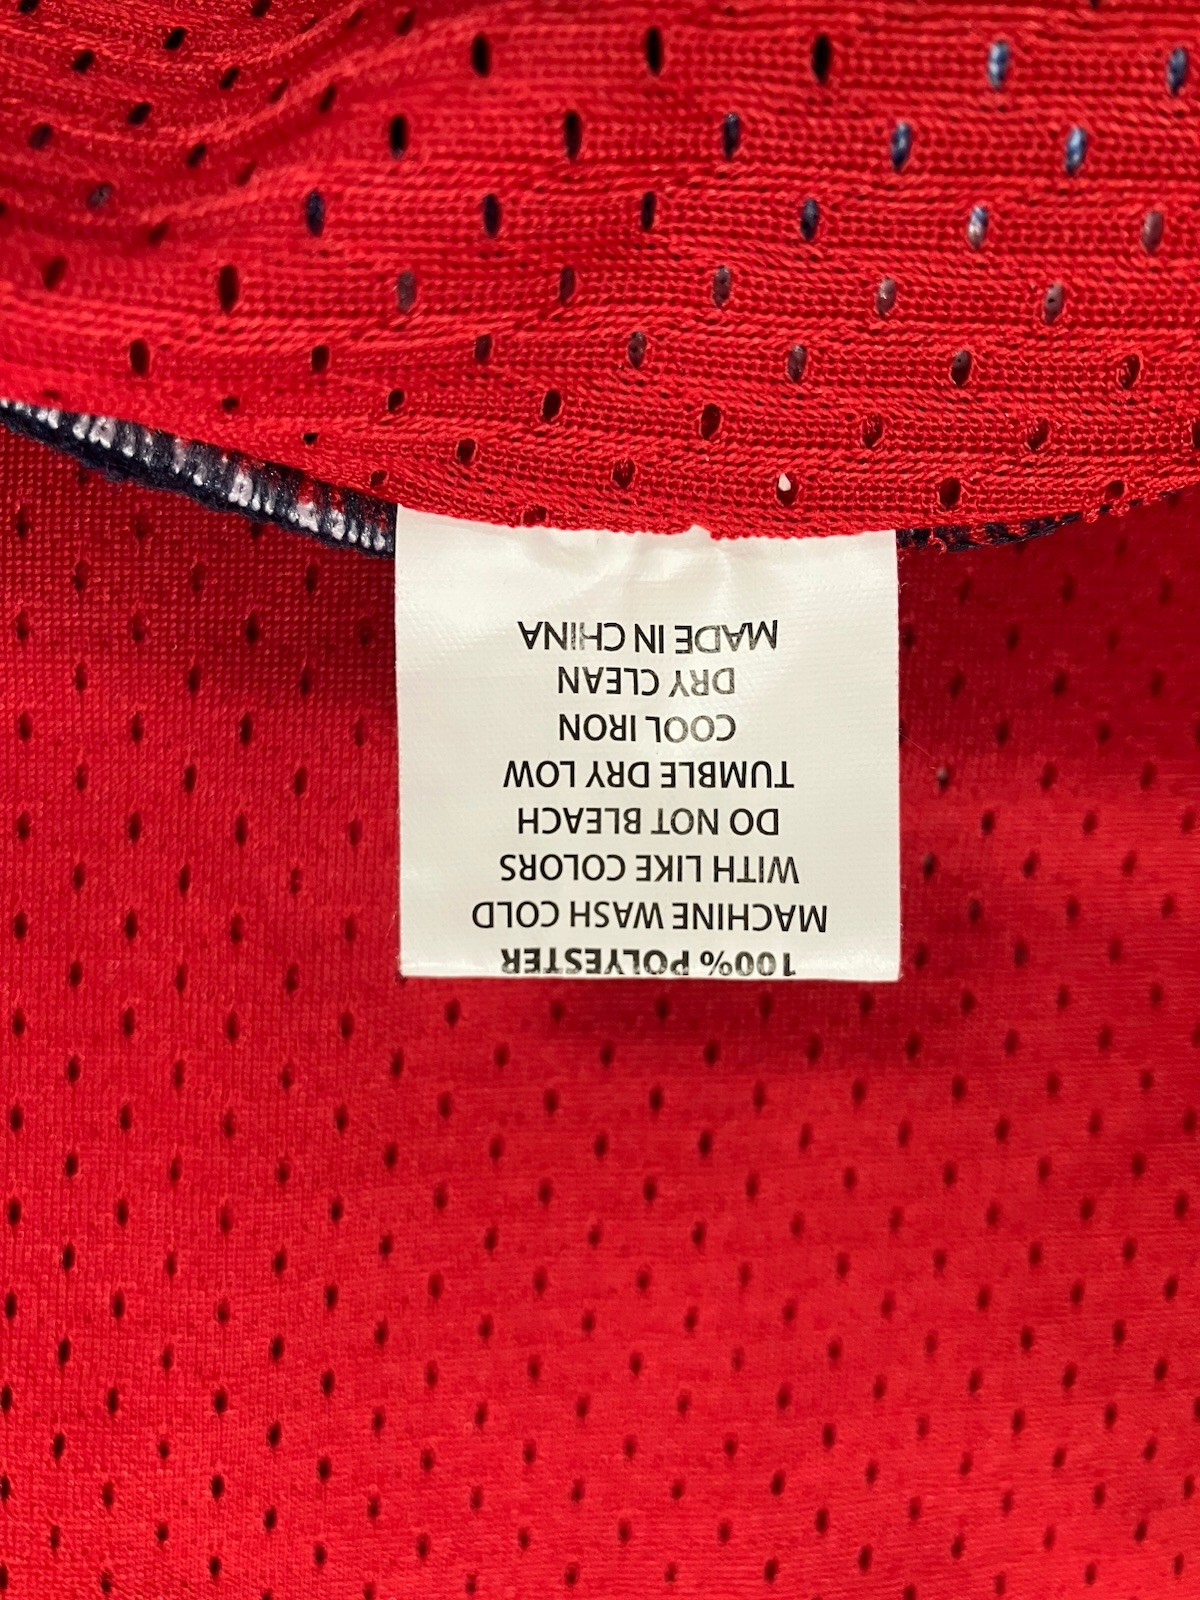 100% POLYESTER
MACHINE WASH COLD
WITH LIKE COLORS
DO NOT BLEACH
TUMBLE DRY LOW
COOL IRON
DRY CLEAN
MADE IN CHINA